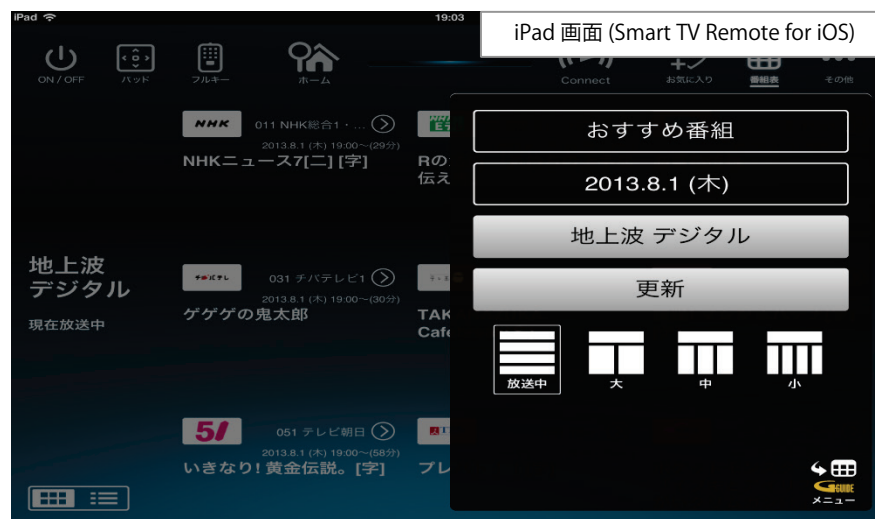 iPad
19:03
iPad 画面 (Smart TV Remote for iOS)
ON / OFF
パッド
フルキー
ホーム
Connect
お気に入り
番組表
その他
NHK
011 NHK総合1・...
2013.8.1 (木) 19:00〜(29分)
NHKニュース7[二] [字]
Eテ
Rの
伝え
地上波
デジタル
現在放送中
チバテレ
031 チバテレビ1
2013.8.1 (木) 19:00〜(30分)
ゲゲゲの鬼太郎
TAK
Cafe
5/
051 テレビ朝日
2013.8.1 (木) 19:00〜(58分)
いきなり! 黄金伝説。[字]
プレ
おすすめ番組
2013.8.1 (木)
地上波 デジタル
更新
放送中
大
中
小
G GUIDE
メニュー